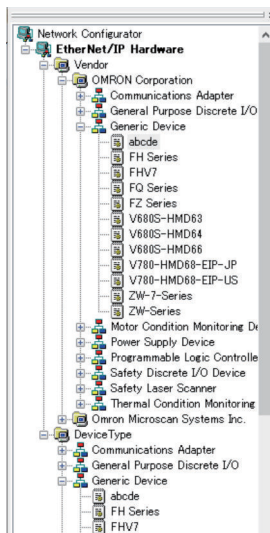 Network Configurator
EtherNet/IP Hardware
Vendor
OMRON Corporation
Communications Adapter
General Purpose Discrete I/O
Generic Device
abcde
FH Series
FHV7
FQ Series
FZ Series
V680S-HMD63
V680S-HMD64
V680S-HMD66
V780-HMD68-EIP-JP
V780-HMD68-EIP-US
ZW-7-Series
ZW-Series
Motor Condition Monitoring De
Power Supply Device
Programmable Logic Controlle
Safety Discrete I/O Device
Safety Laser Scanner
Thermal Condition Monitoring
Omron Microscan Systems Inc.
DeviceType
Communications Adapter
General Purpose Discrete I/O
Generic Device
abcde
FH Series
FHV7